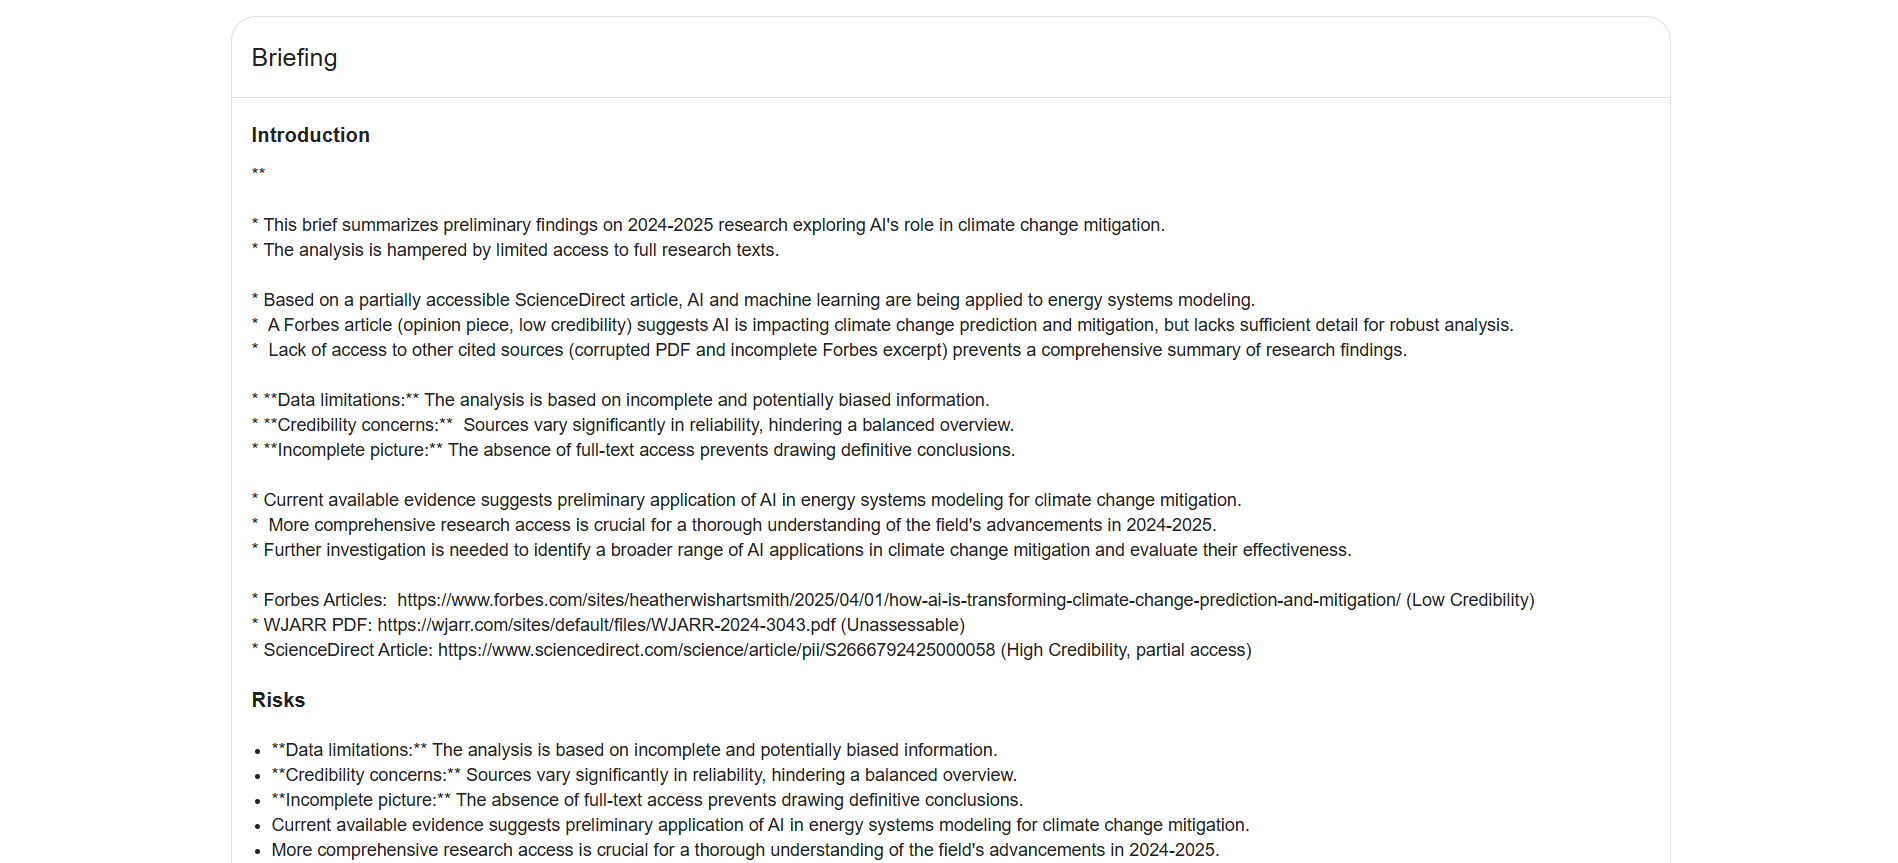 Briefing
Introduction
**
* This brief summarizes preliminary findings on 2024-2025 research exploring AI's role in climate change mitigation.
* The analysis is hampered by limited access to full research texts.
* Based on a partially accessible ScienceDirect article, AI and machine learning are being applied to energy systems modeling.
*  A Forbes article (opinion piece, low credibility) suggests AI is impacting climate change prediction and mitigation, but lacks sufficient detail for robust analysis.
*  Lack of access to other cited sources (corrupted PDF and incomplete Forbes excerpt) prevents a comprehensive summary of research findings.
* **Data limitations:** The analysis is based on incomplete and potentially biased information.
* **Credibility concerns:**  Sources vary significantly in reliability, hindering a balanced overview.
* **Incomplete picture:** The absence of full-text access prevents drawing definitive conclusions.
* Current available evidence suggests preliminary application of AI in energy systems modeling for climate change mitigation.
*  More comprehensive research access is crucial for a thorough understanding of the field's advancements in 2024-2025.
* Further investigation is needed to identify a broader range of AI applications in climate change mitigation and evaluate their effectiveness.
* Forbes Articles:  https://www.forbes.com/sites/heatherwishartsmith/2025/04/01/how-ai-is-transforming-climate-change-prediction-and-mitigation/ (Low Credibility)
* WJARR PDF: https://wjarr.com/sites/default/files/WJARR-2024-3043.pdf (Unassessable)
* ScienceDirect Article: https://www.sciencedirect.com/science/article/pii/S2666792425000058 (High Credibility, partial access)
Risks
• **Data limitations:** The analysis is based on incomplete and potentially biased information.
• **Credibility concerns:** Sources vary significantly in reliability, hindering a balanced overview.
• **Incomplete picture:** The absence of full-text access prevents drawing definitive conclusions.
• Current available evidence suggests preliminary application of AI in energy systems modeling for climate change mitigation.
• More comprehensive research access is crucial for a thorough understanding of the field's advancements in 2024-2025.